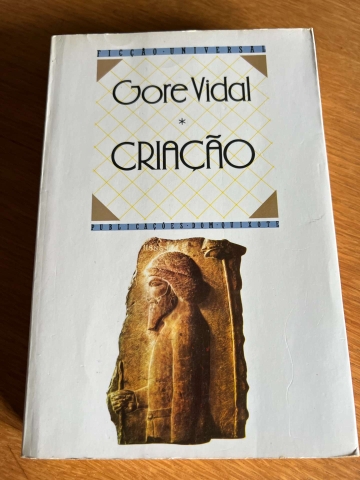 FICÇÃO UNIVERSAL
Gore Vidal
*
CRIAÇÃO
PUBLICAÇÕES DOM QUIXOTE